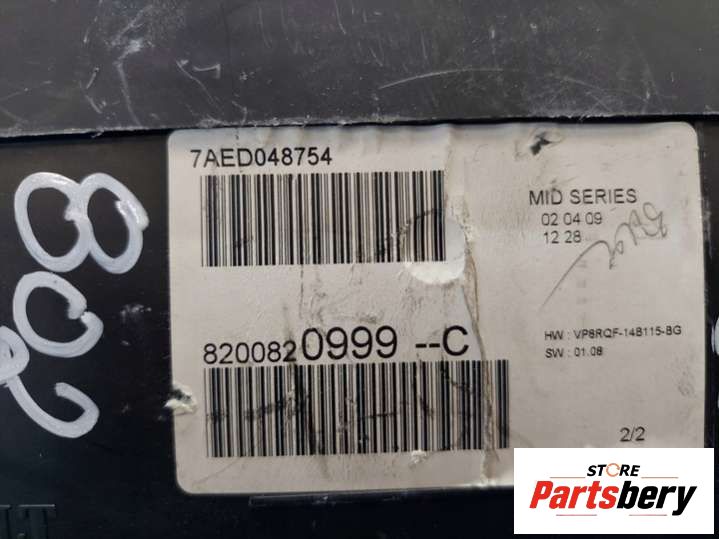 7AED048754
MID SERIES
02 04 09
12 28
8200820999 --C
HW : VP8RQF-14B115-BG
SW : 01.08
2/2
STORE
Partsbery